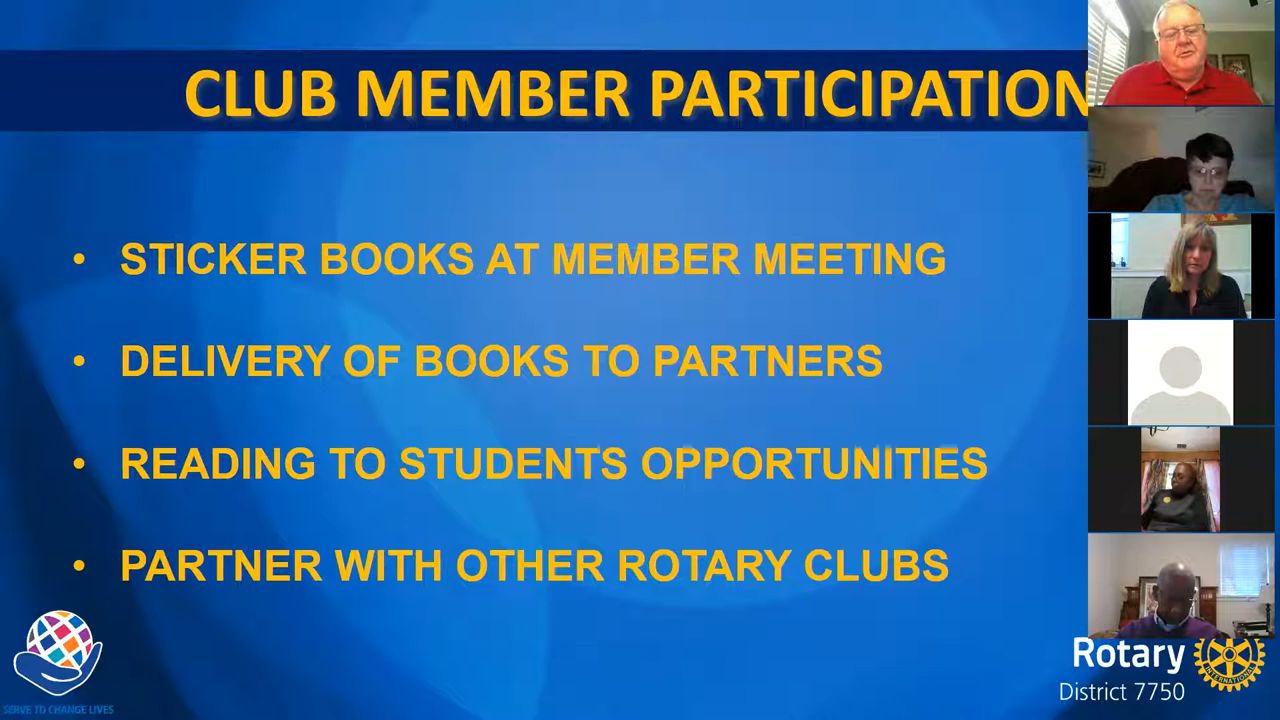 CLUB MEMBER PARTICIPATION
• STICKER BOOKS AT MEMBER MEETING
• DELIVERY OF BOOKS TO PARTNERS
• READING TO STUDENTS OPPORTUNITIES
• PARTNER WITH OTHER ROTARY CLUBS
SERVE TO CHANGE LIVES
Rotary
INTERNATIONAL
District 7750